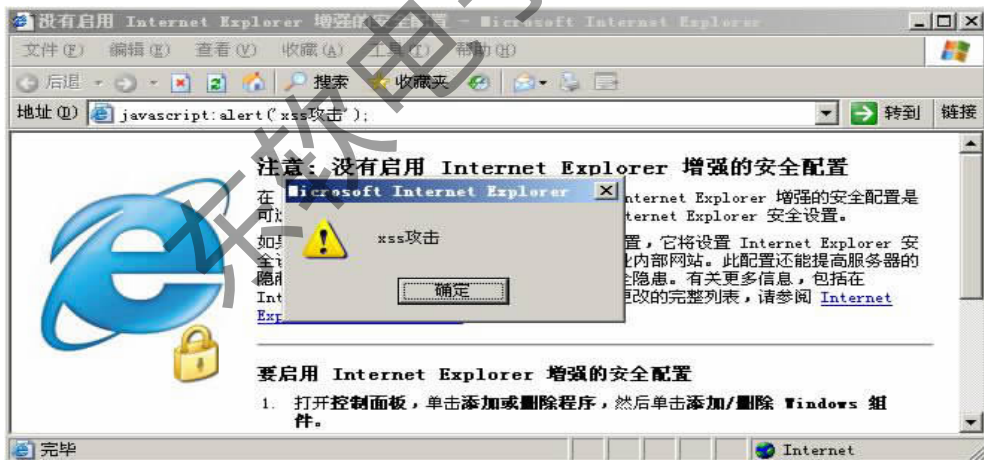 没有启用 Internet Explorer 增强的安全配置 - Microsoft Internet Explorer
文件(F) 编辑(E) 查看(V) 收藏(A) 工具(T) 帮助(H)
后退 搜索 收藏夹
地址(D) javascript:alert('xss攻击'); 转到 链接
注意: 没有启用 Internet Explorer 增强的安全配置
在 nternet Explorer 增强的安全配置是
可 ternet Explorer 安全设置。
如 置,它将设置 Internet Explorer 安
全 业内部网站。此配置还能提高服务器的
隐 全隐患。有关更多信息,包括在
Int 更改的完整列表,请参阅 Internet
Exp
Microsoft Internet Explorer
xss攻击
确定
要启用 Internet Explorer 增强的安全配置
1. 打开控制面板,单击添加或删除程序,然后单击添加/删除 Windows 组
件。
完毕 Internet
东软电子